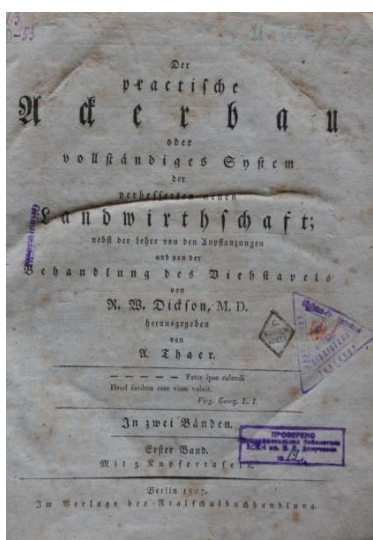 Der
practische
Ackerbau
oder
vollständiges System
der
verbesserten neuen
Landwirthschaft;
nebst der Lehre von den Anpflanzungen
und von der
Behandlung des Viehstapels
von
R. W. Dickson, M. D.
herausgegeben
von
A. Thaer.
— — — — — Pater ipse colendi
Haud facilem esse viam voluit.
Virg. Georg. L. I.
In zwei Bänden.
Erster Band.
Mit 5 Kupfertafeln.
ПРОВЕРЕНО
Berlin 1807.
Im Verlage der Realschulbuchhandlung.